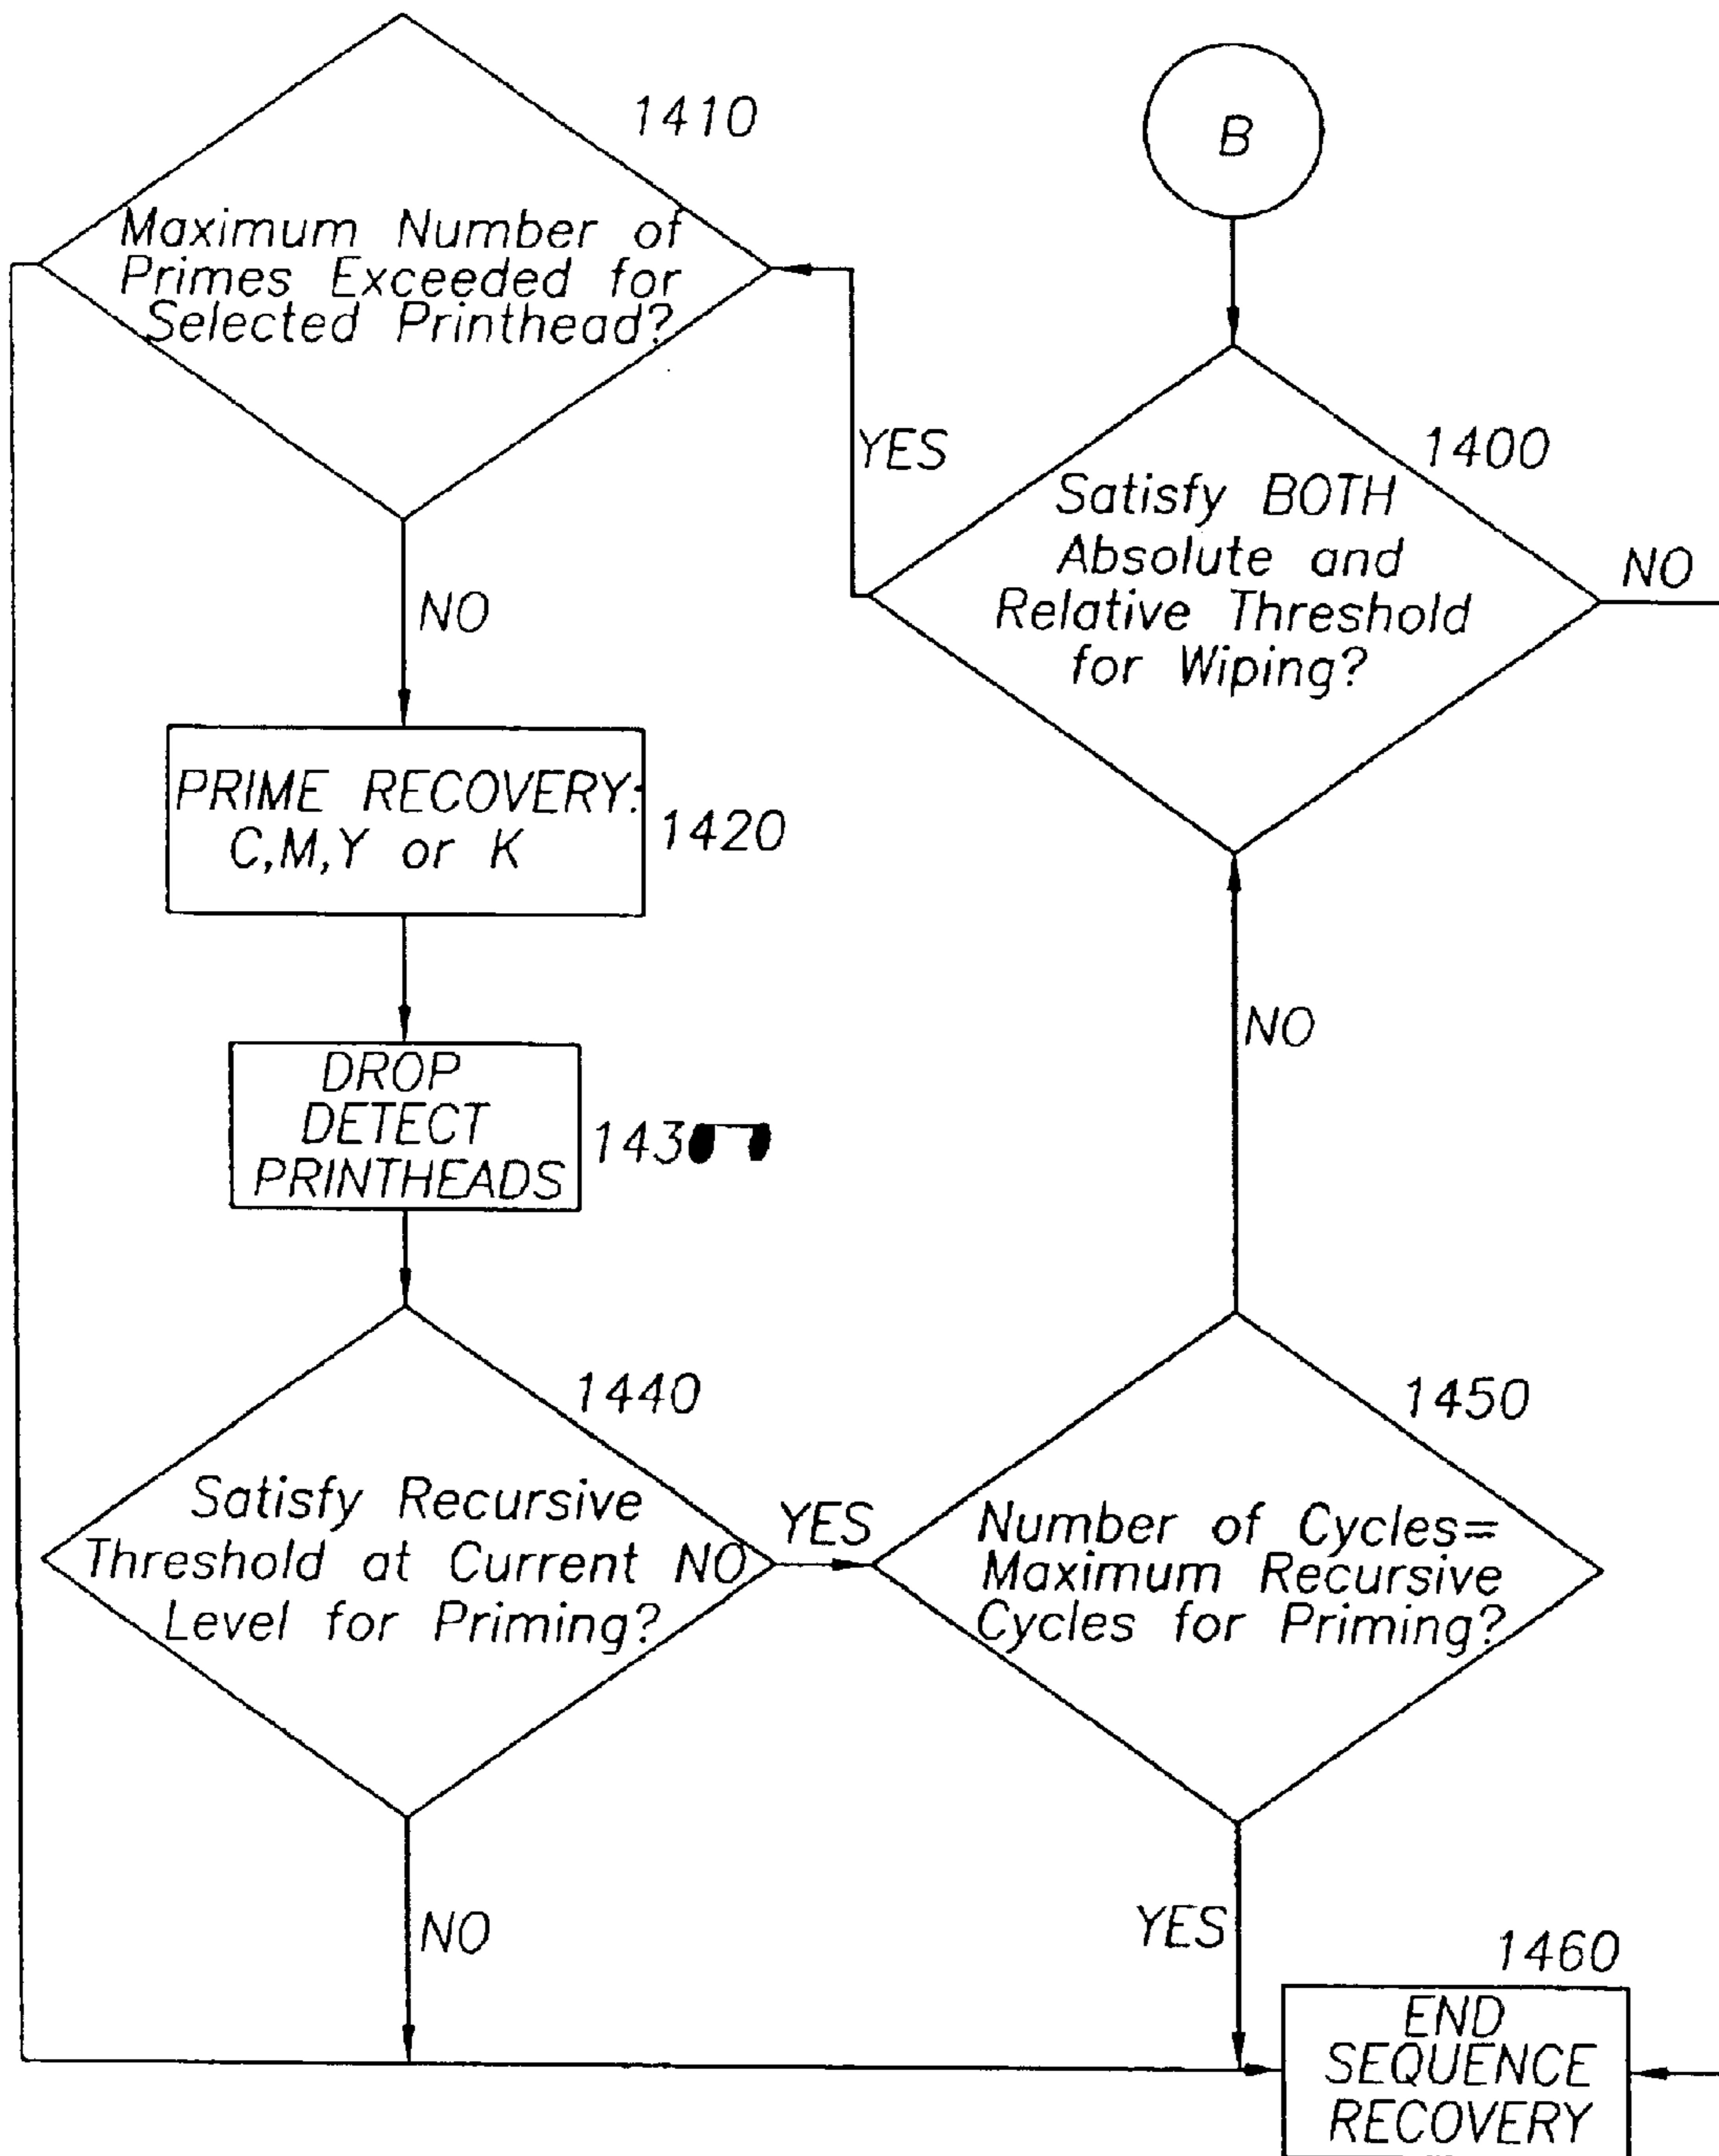 B
1400
Satisfy BOTH
Absolute and
Relative Threshold
for Wiping?
YES
NO
1410
Maximum Number of
Primes Exceeded for
Selected Printhead?
NO
PRIME RECOVERY:
C,M,Y or K
1420
DROP
DETECT
PRINTHEADS
1440
Satisfy Recursive
Threshold at Current NO
Level for Priming?
YES
NO
1450
Number of Cycles=
Maximum Recursive
Cycles for Priming?
NO
YES
1460
END
SEQUENCE
RECOVERY